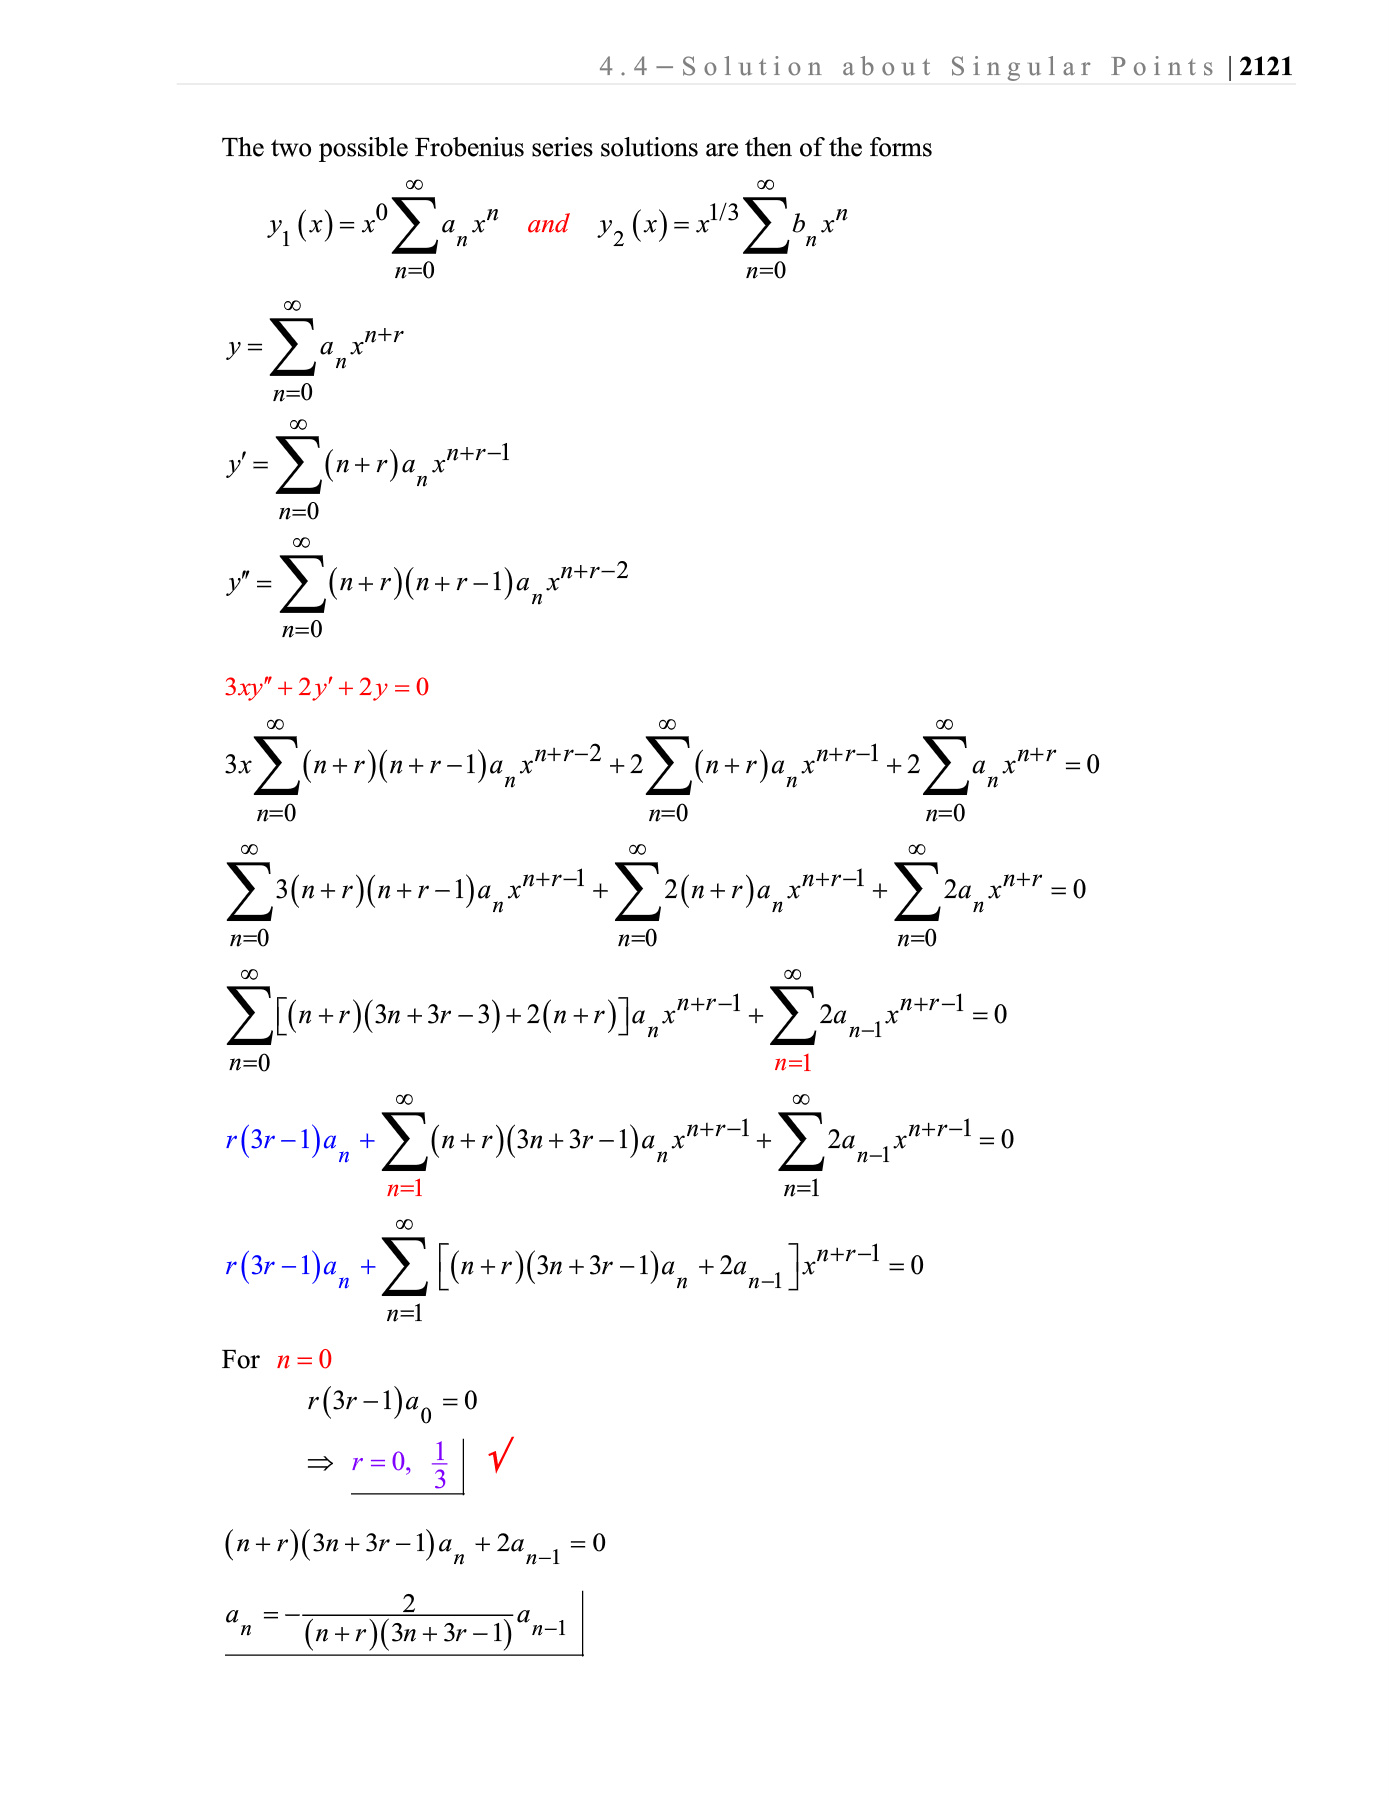 4.4—Solution about Singular Points | 2121
The two possible Frobenius series solutions are then of the forms
$y_1(x) = x^0 \sum_{n=0}^{\infty} a_n x^n$ and $y_2(x) = x^{1/3} \sum_{n=0}^{\infty} b_n x^n$
$y = \sum_{n=0}^{\infty} a_n x^{n+r}$
$y' = \sum_{n=0}^{\infty} (n+r) a_n x^{n+r-1}$
$y'' = \sum_{n=0}^{\infty} (n+r)(n+r-1) a_n x^{n+r-2}$
$3xy'' + 2y' + 2y = 0$
$3x \sum_{n=0}^{\infty} (n+r)(n+r-1) a_n x^{n+r-2} + 2 \sum_{n=0}^{\infty} (n+r) a_n x^{n+r-1} + 2 \sum_{n=0}^{\infty} a_n x^{n+r} = 0$
$\sum_{n=0}^{\infty} 3(n+r)(n+r-1) a_n x^{n+r-1} + \sum_{n=0}^{\infty} 2(n+r) a_n x^{n+r-1} + \sum_{n=0}^{\infty} 2a_n x^{n+r} = 0$
$\sum_{n=0}^{\infty} [(n+r)(3n+3r-3) + 2(n+r)] a_n x^{n+r-1} + \sum_{n=1}^{\infty} 2a_{n-1} x^{n+r-1} = 0$
$r(3r-1) a_n + \sum_{n=1}^{\infty} (n+r)(3n+3r-1) a_n x^{n+r-1} + \sum_{n=1}^{\infty} 2a_{n-1} x^{n+r-1} = 0$
$r(3r-1) a_n + \sum_{n=1}^{\infty} [(n+r)(3n+3r-1) a_n + 2a_{n-1}] x^{n+r-1} = 0$
For $n = 0$
$r(3r-1) a_0 = 0$
$\Rightarrow r = 0, \frac{1}{3}$ √
$(n+r)(3n+3r-1) a_n + 2a_{n-1} = 0$
$a_n = -\frac{2}{(n+r)(3n+3r-1)} a_{n-1}$